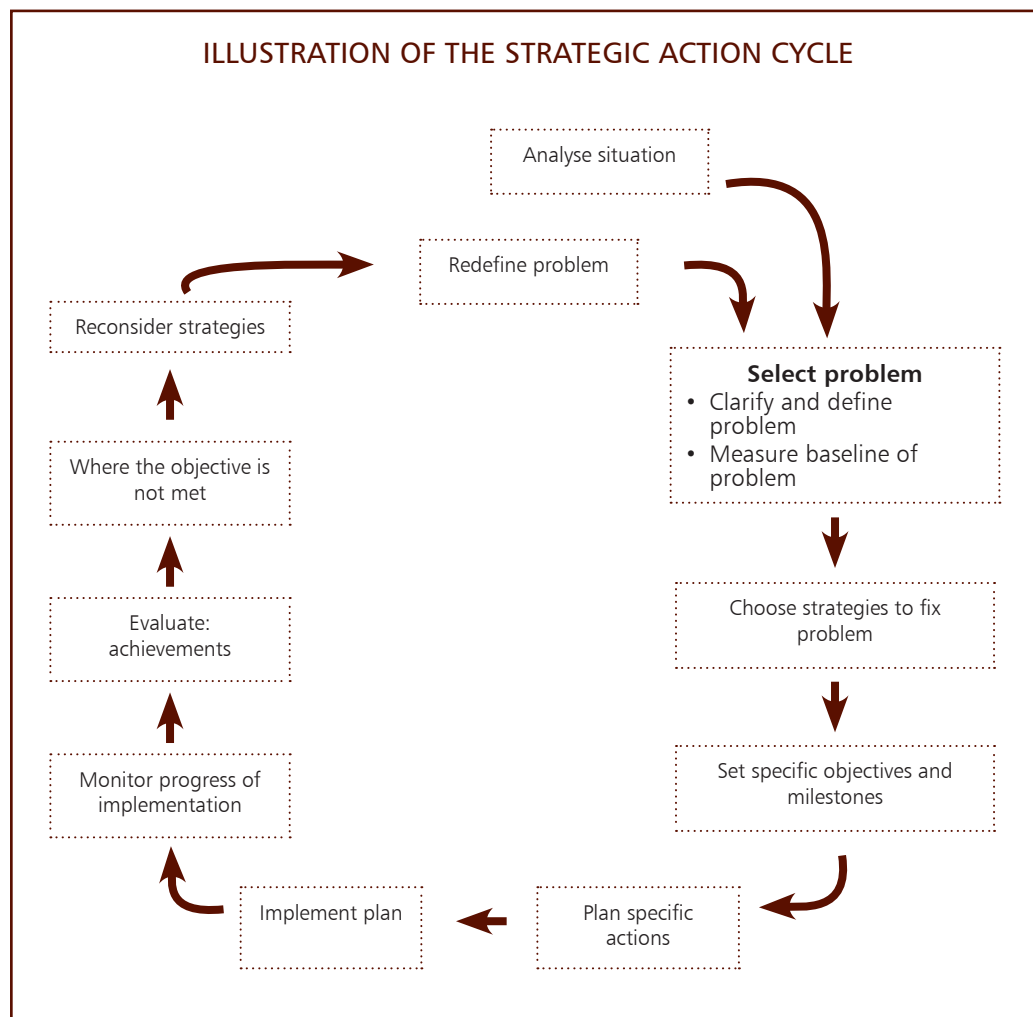 ILLUSTRATION OF THE STRATEGIC ACTION CYCLE
Analyse situation
Redefine problem
Reconsider strategies
Select problem
• Clarify and define
problem
• Measure baseline of
problem
Where the objective is
not met
Choose strategies to fix
problem
Evaluate:
achievements
Set specific objectives and
milestones
Monitor progress of
implementation
Implement plan
Plan specific
actions